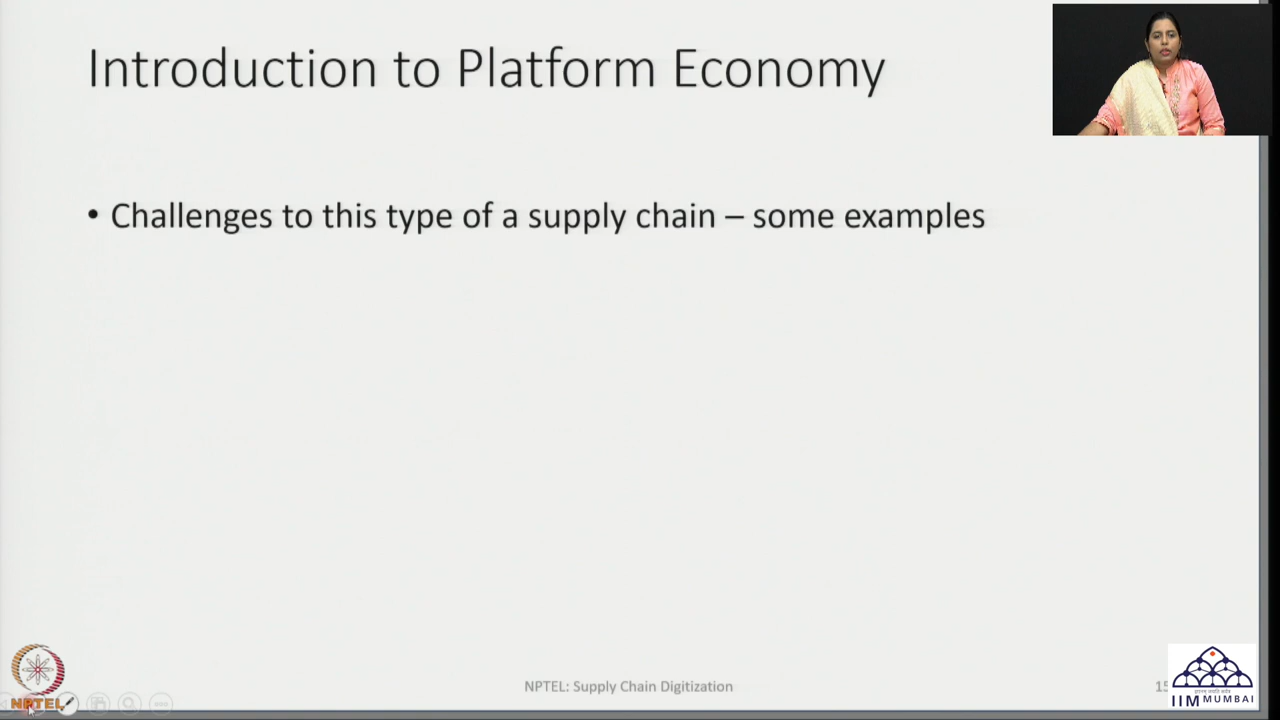 Introduction to Platform Economy
• Challenges to this type of a supply chain – some examples
NPTEL: Supply Chain Digitization
15
NPTEL
IIM MUMBAI